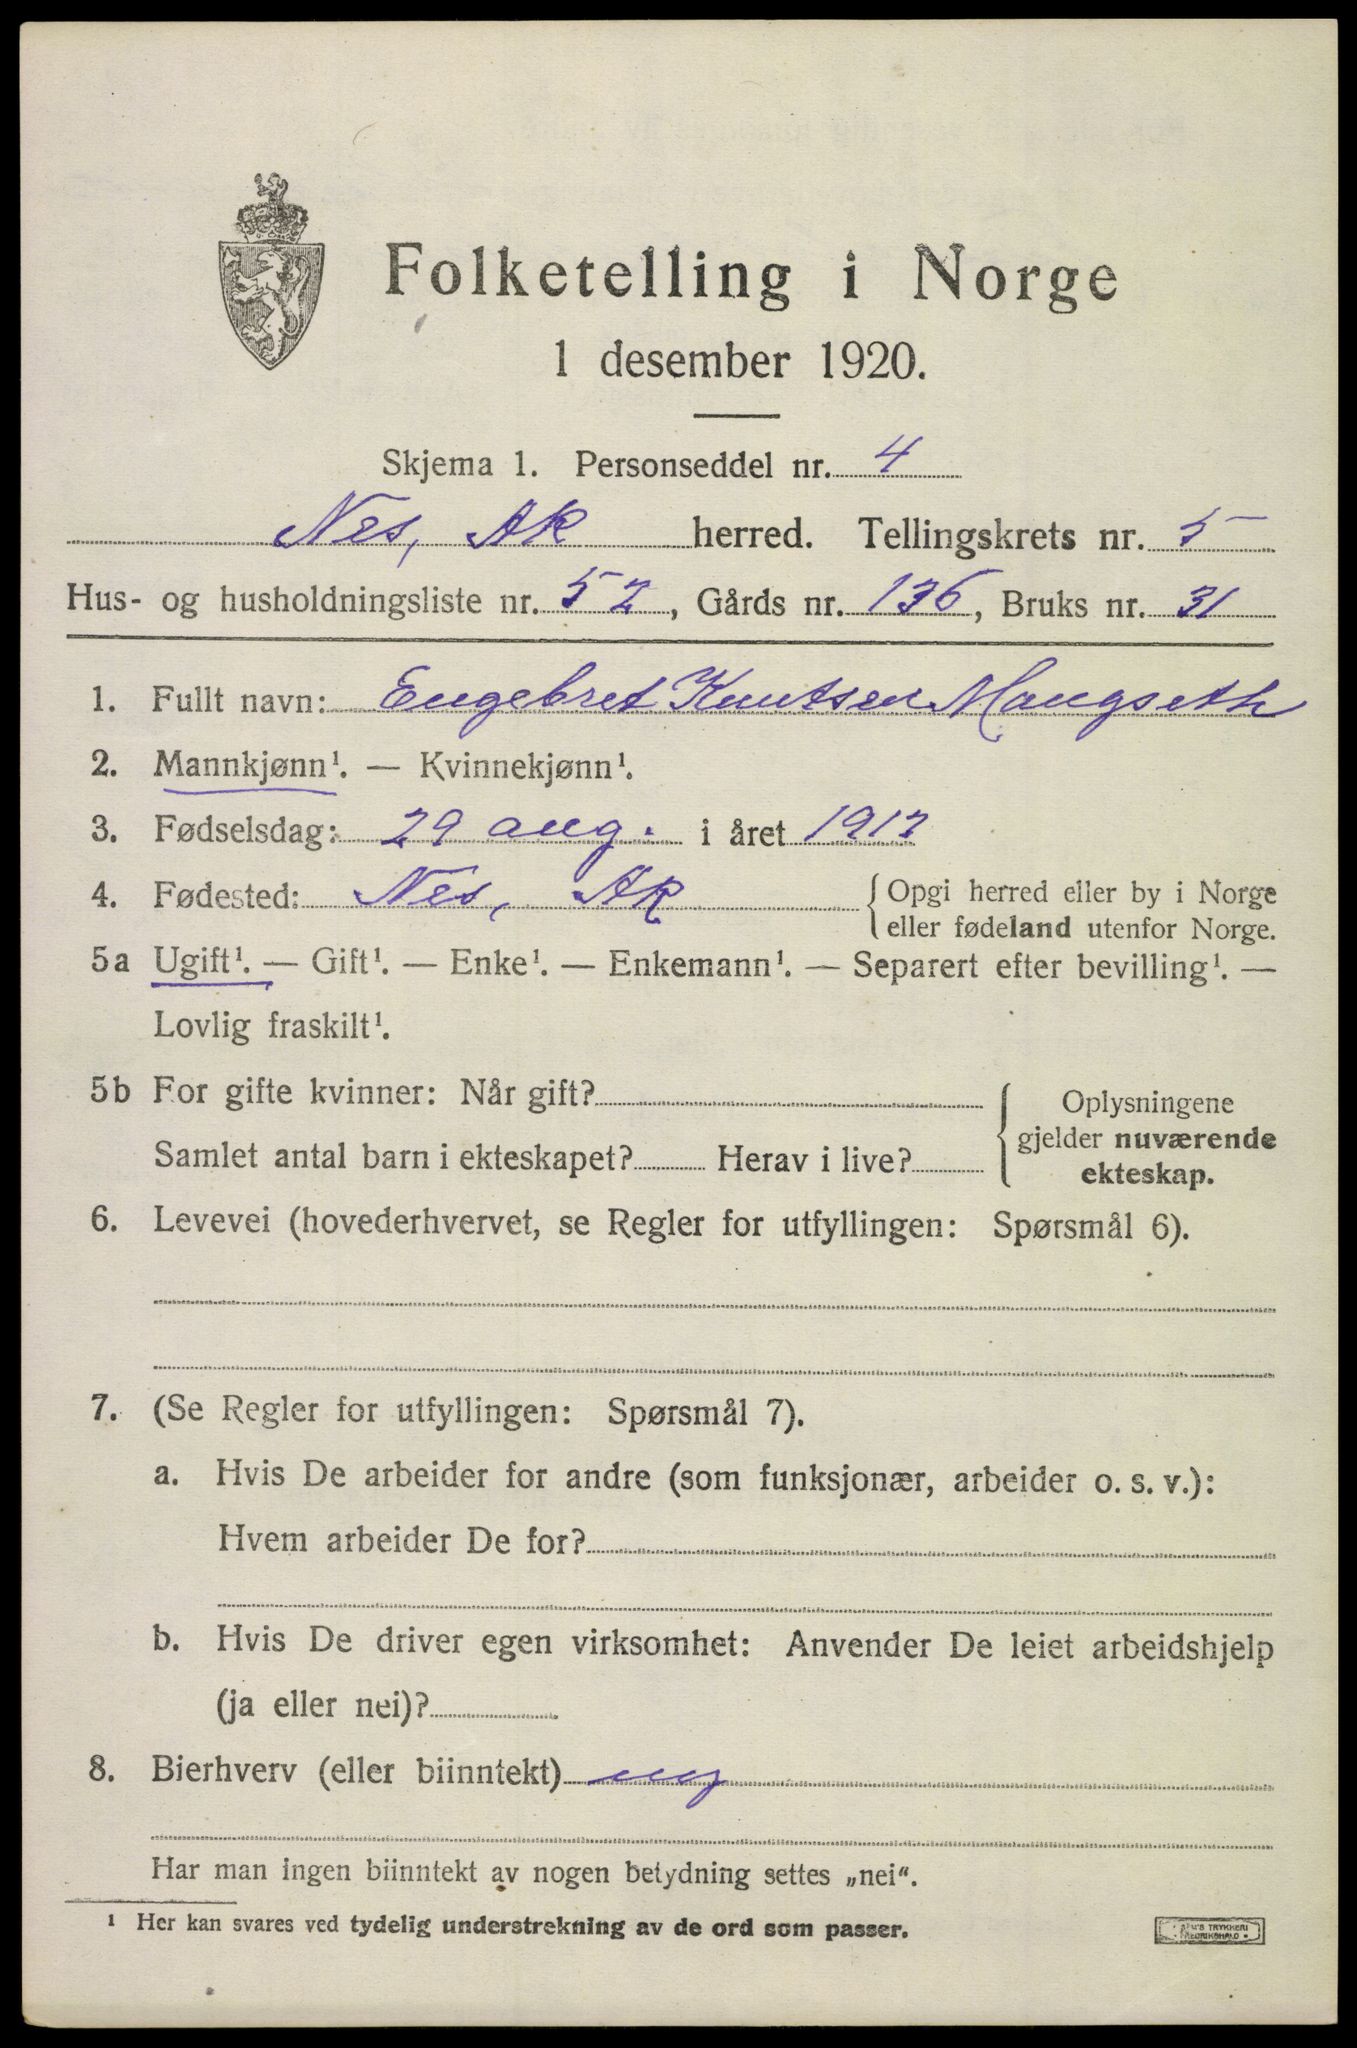 Folketelling i Norge
1 desember 1920.
Skjema 1. Personseddel nr. 4
Nes, Ak herred. Tellingskrets nr. 5
Hus- og husholdningsliste nr. 52, Gårds nr. 136, Bruks nr. 31
1. Fullt navn: Engebret Knutsen Mangseth
2. Mannkjønn¹. — Kvinnekjønn¹.
3. Fødselsdag: 29 aug. i året 1917
4. Fødested: Nes, Ak {Opgi herred eller by i Norge
eller fødeland utenfor Norge.
5a Ugift¹. — Gift¹. — Enke¹. — Enkemann¹. — Separert efter bevilling¹. —
Lovlig fraskilt¹.
5b For gifte kvinner: Når gift?
Samlet antal barn i ekteskapet? Herav i live?
Oplysningene
gjelder nuværende
ekteskap.
6. Levevei (hovederhvervet, se Regler for utfyllingen: Spørsmål 6).
7. (Se Regler for utfyllingen: Spørsmål 7).
a. Hvis De arbeider for andre (som funksjonær, arbeider o. s. v.):
Hvem arbeider De for?
b. Hvis De driver egen virksomhet: Anvender De leiet arbeidshjelp
(ja eller nei)?
8. Bierhverv (eller biinntekt)
Har man ingen biinntekt av nogen betydning settes „nei“.
¹ Her kan svares ved tydelig understrekning av de ord som passer.
TRYKKERI